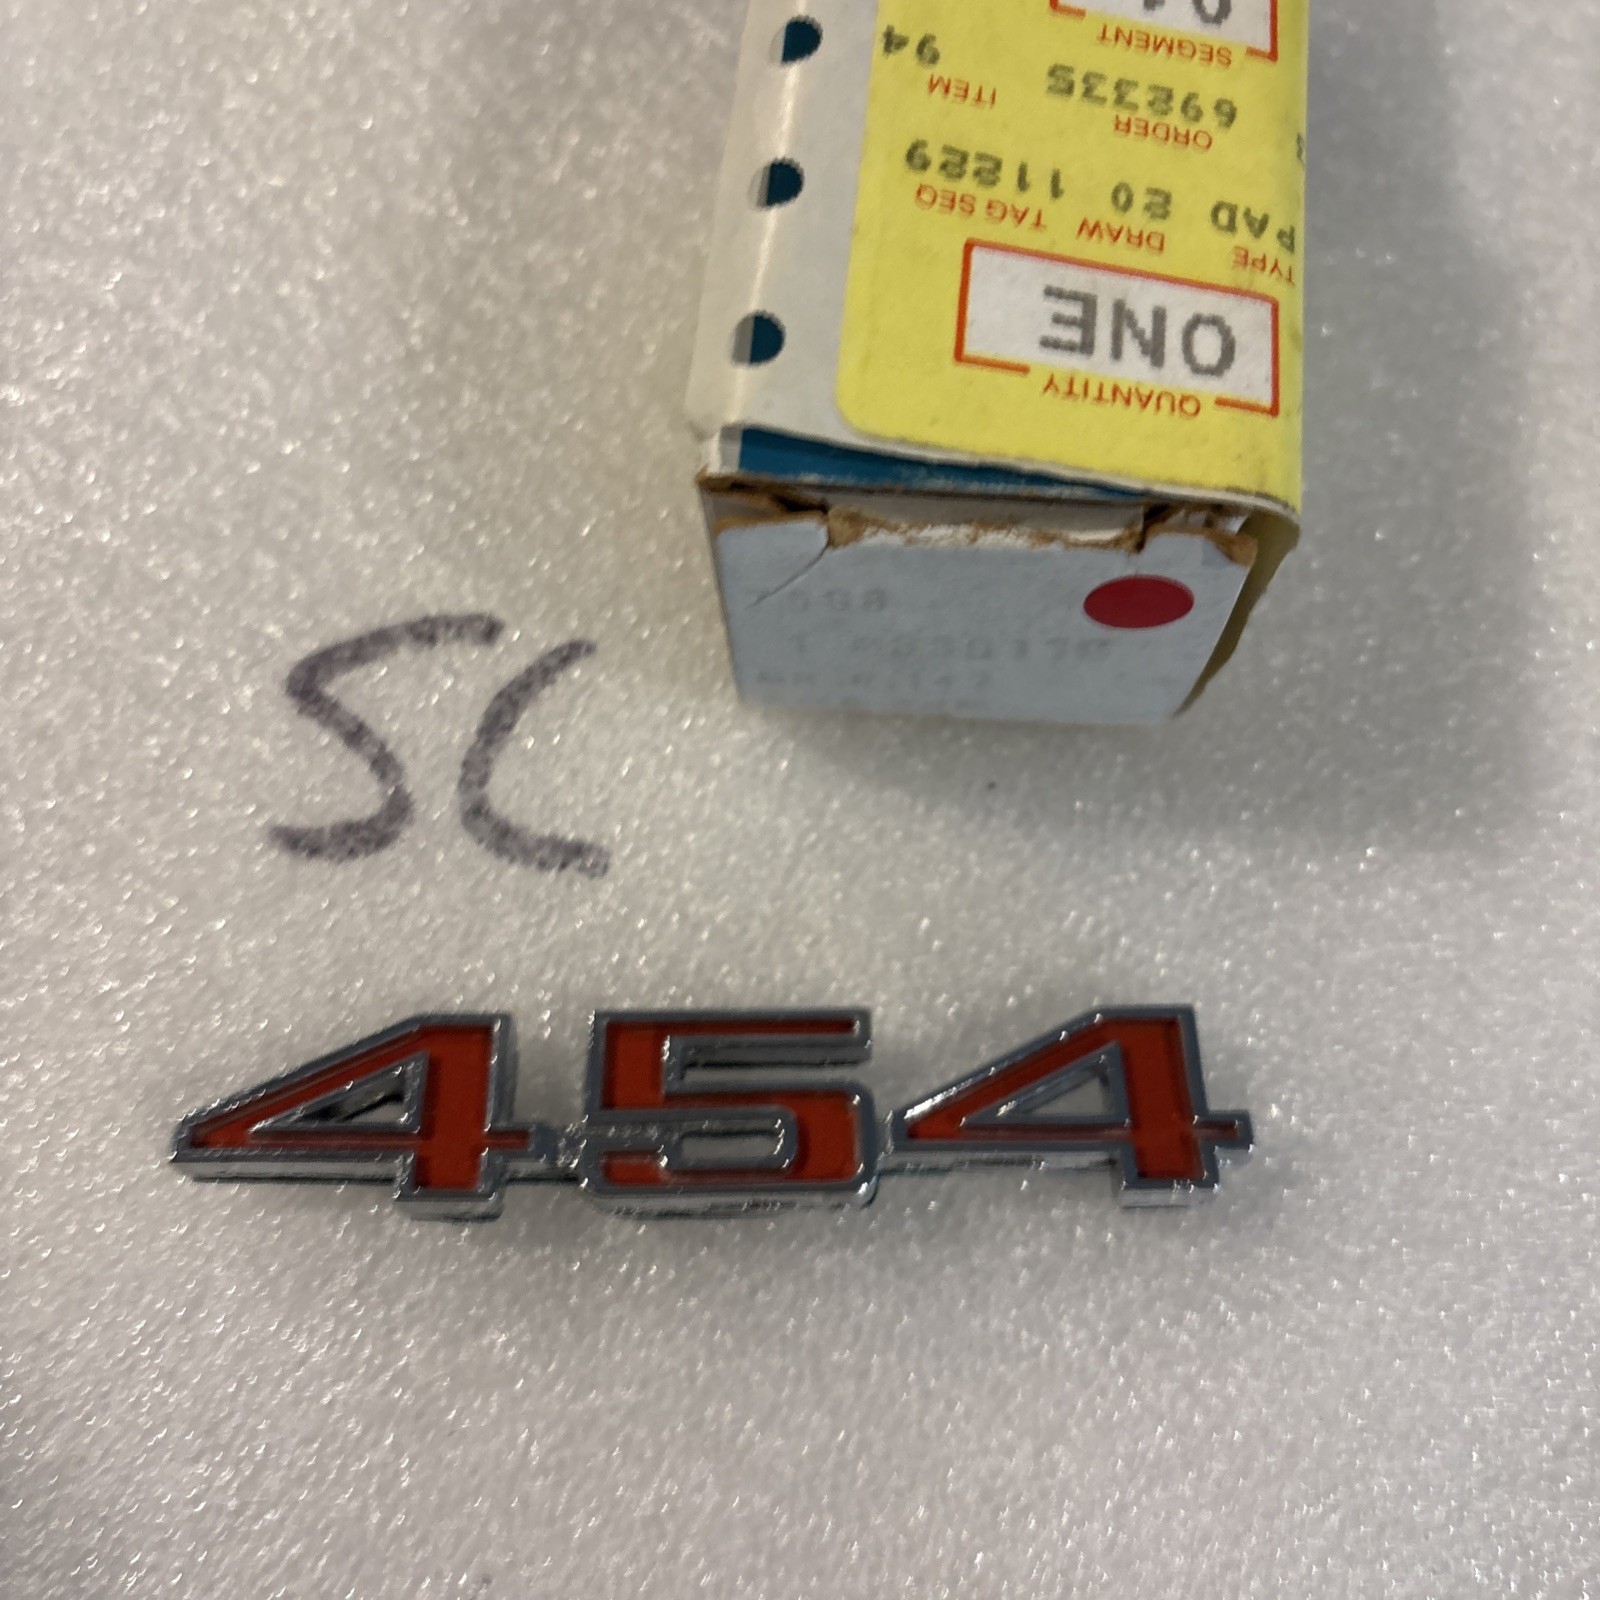 QUANTITY
ONE
TYPE DRAW TAG SEQ
PAD 20 11229
ORDER ITEM
692335 94
SEGMENT
SC
454